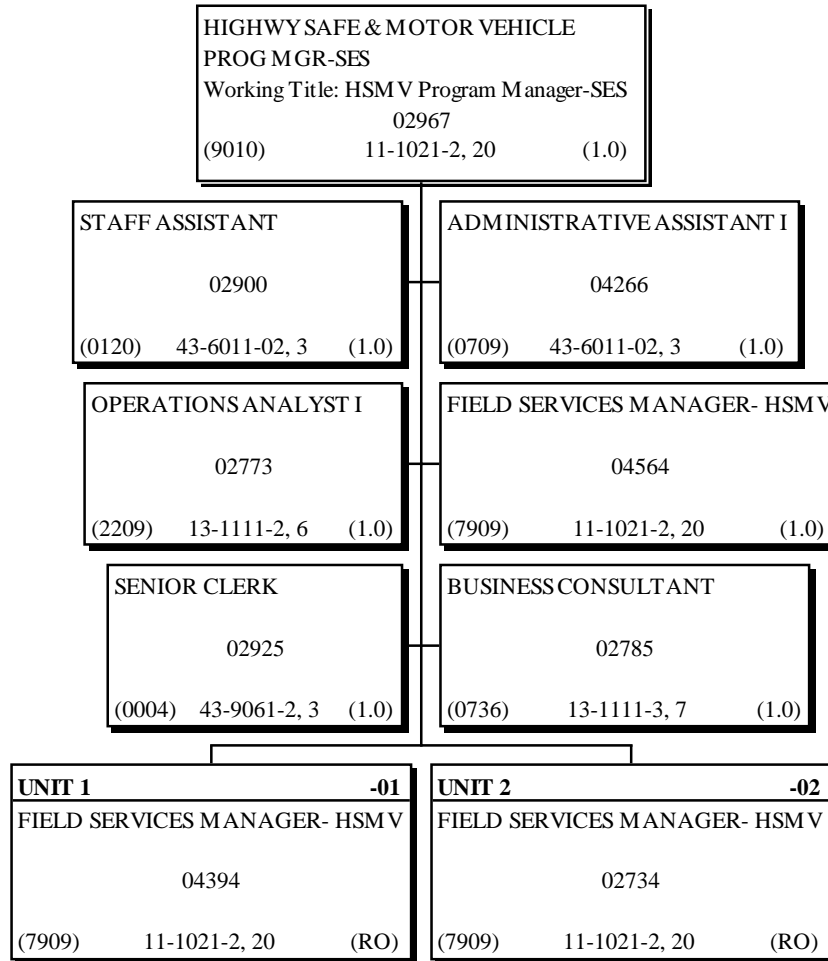 HIGHWY SAFE & MOTOR VEHICLE
PROG MGR-SES
Working Title: HSMV Program Manager-SES
02967
(9010) 11-1021-2, 20 (1.0)
STAFF ASSISTANT
02900
(0120) 43-6011-02, 3 (1.0)
ADMINISTRATIVE ASSISTANT I
04266
(0709) 43-6011-02, 3 (1.0)
OPERATIONS ANALYST I
02773
(2209) 13-1111-2, 6 (1.0)
FIELD SERVICES MANAGER- HSMV
04564
(7909) 11-1021-2, 20 (1.0)
SENIOR CLERK
02925
(0004) 43-9061-2, 3 (1.0)
BUSINESS CONSULTANT
02785
(0736) 13-1111-3, 7 (1.0)
UNIT 1 -01
FIELD SERVICES MANAGER- HSMV
04394
(7909) 11-1021-2, 20 (RO)
UNIT 2 -02
FIELD SERVICES MANAGER- HSMV
02734
(7909) 11-1021-2, 20 (RO)